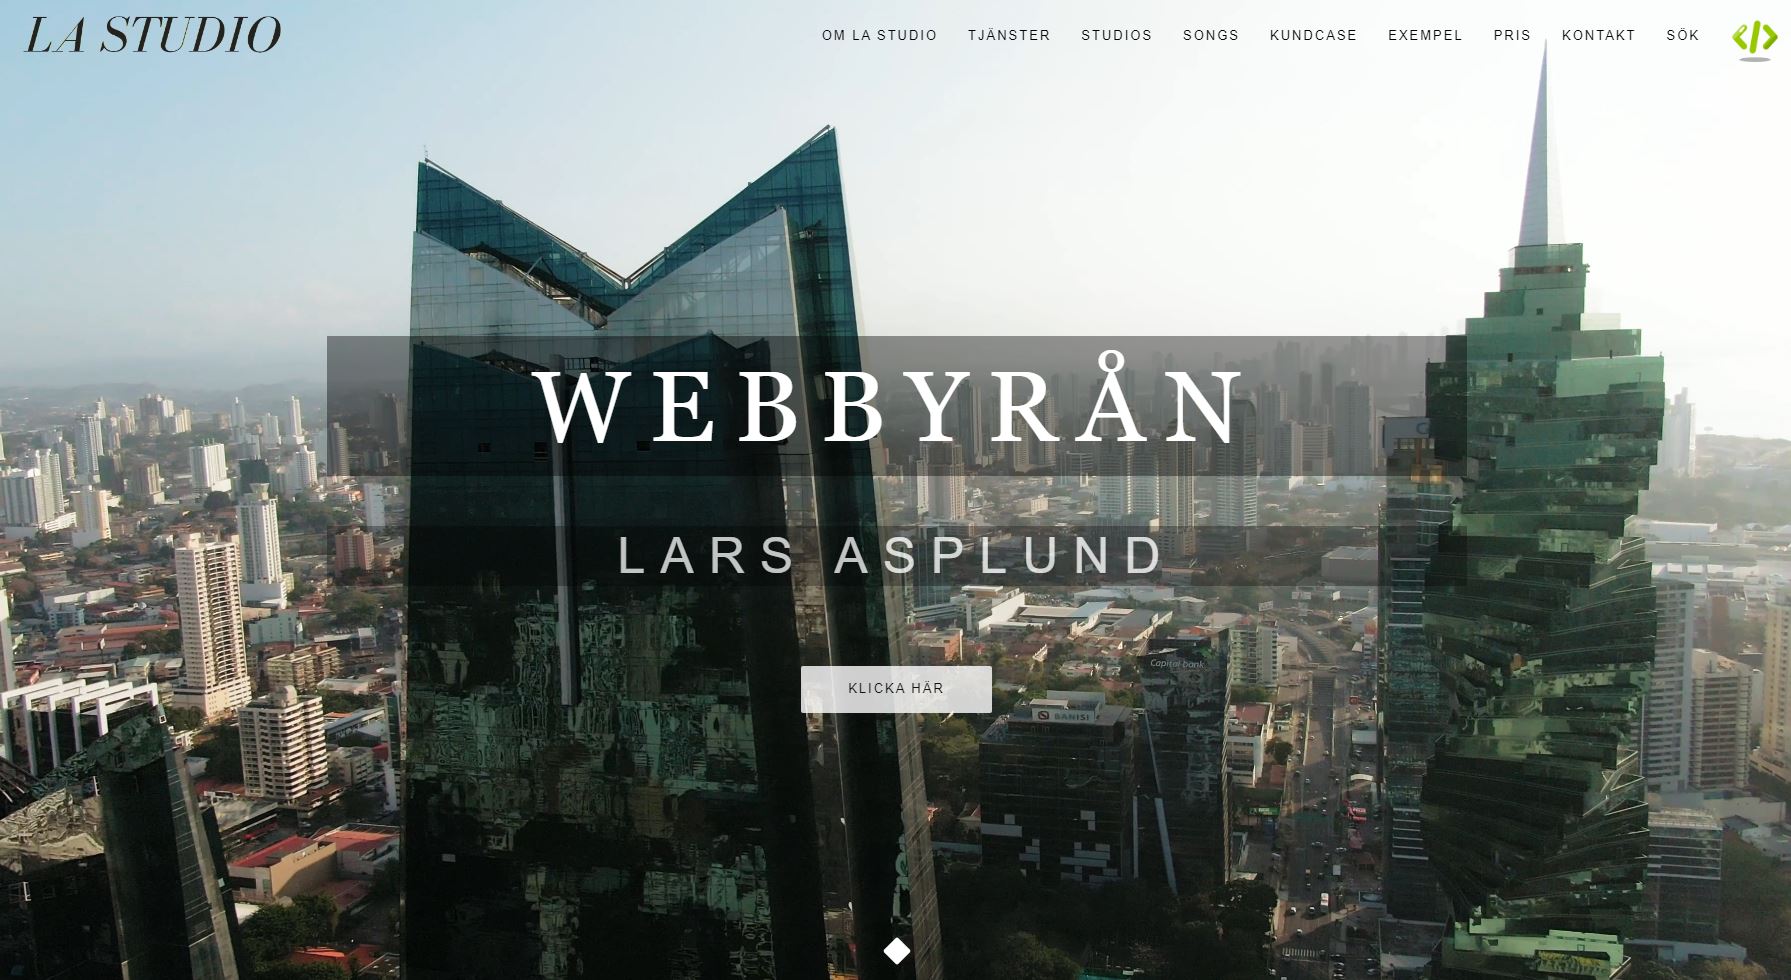 LA STUDIO
OM LA STUDIO TJÄNSTER STUDIOS SONGS KUNDCASE EXEMPEL PRIS KONTAKT SÖK
WEBBYRÅN
LARS ASPLUND
Capital bank
KLICKA HÄR
BANISI